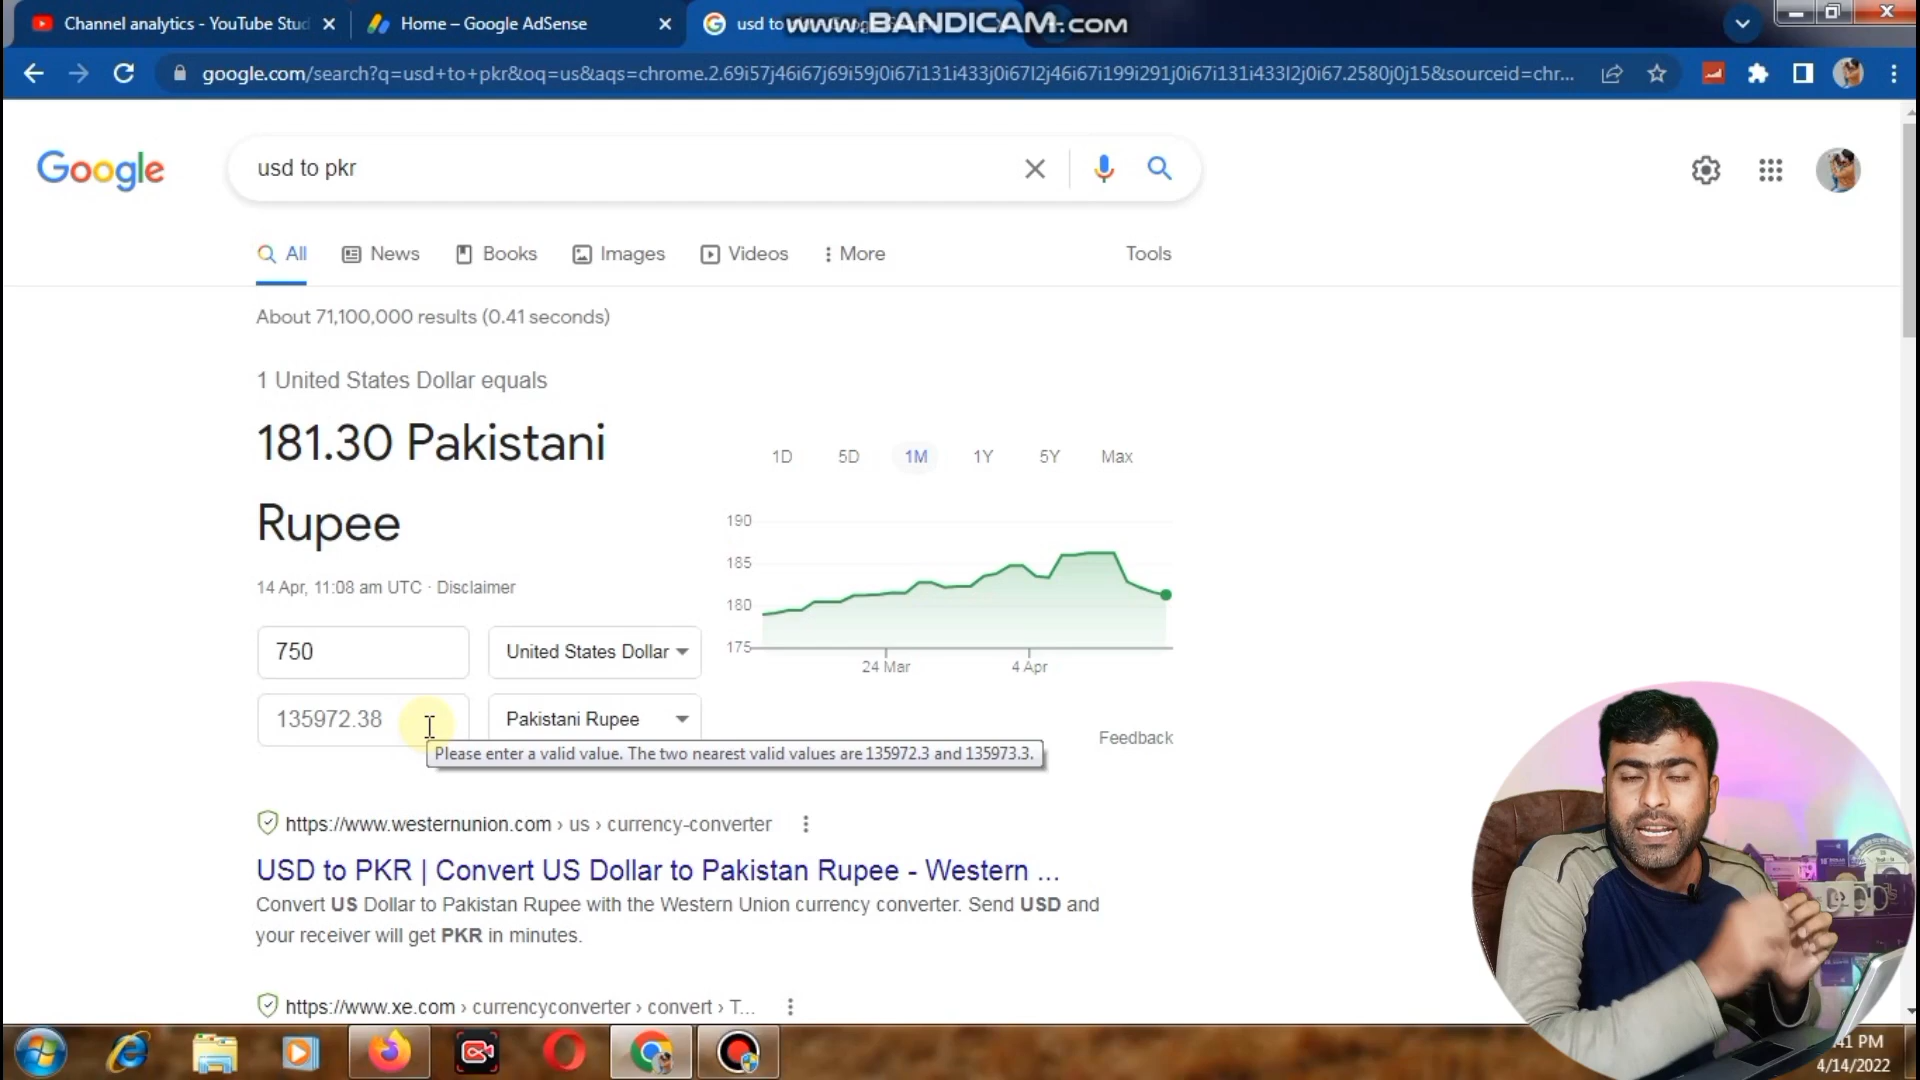 Channel analytics - YouTube Stud
Home – Google AdSense
usd to
www.BANDICAM.COM
google.com/search?q=usd+to+pkr&oq=us&aqs=chrome.2.69i57j46i67j69i59j0i67i131i433j0i67l2j46i67i199i291j0i67i131i433l2j0i67.2580j0j15&sourceid=chr...
Google
usd to pkr
All
News
Books
Images
Videos
More
Tools
About 71,100,000 results (0.41 seconds)
1 United States Dollar equals
181.30 Pakistani
Rupee
14 Apr, 11:08 am UTC · Disclaimer
1D 5D 1M 1Y 5Y Max
190
185
180
175
24 Mar
4 Apr
750
United States Dollar
135972.38
Pakistani Rupee
Please enter a valid value. The two nearest valid values are 135972.3 and 135973.3.
Feedback
https://www.westernunion.com › us › currency-converter
USD to PKR | Convert US Dollar to Pakistan Rupee - Western ...
Convert US Dollar to Pakistan Rupee with the Western Union currency converter. Send USD and
your receiver will get PKR in minutes.
https://www.xe.com › currencyconverter › convert › T...
:41 PM
4/14/2022